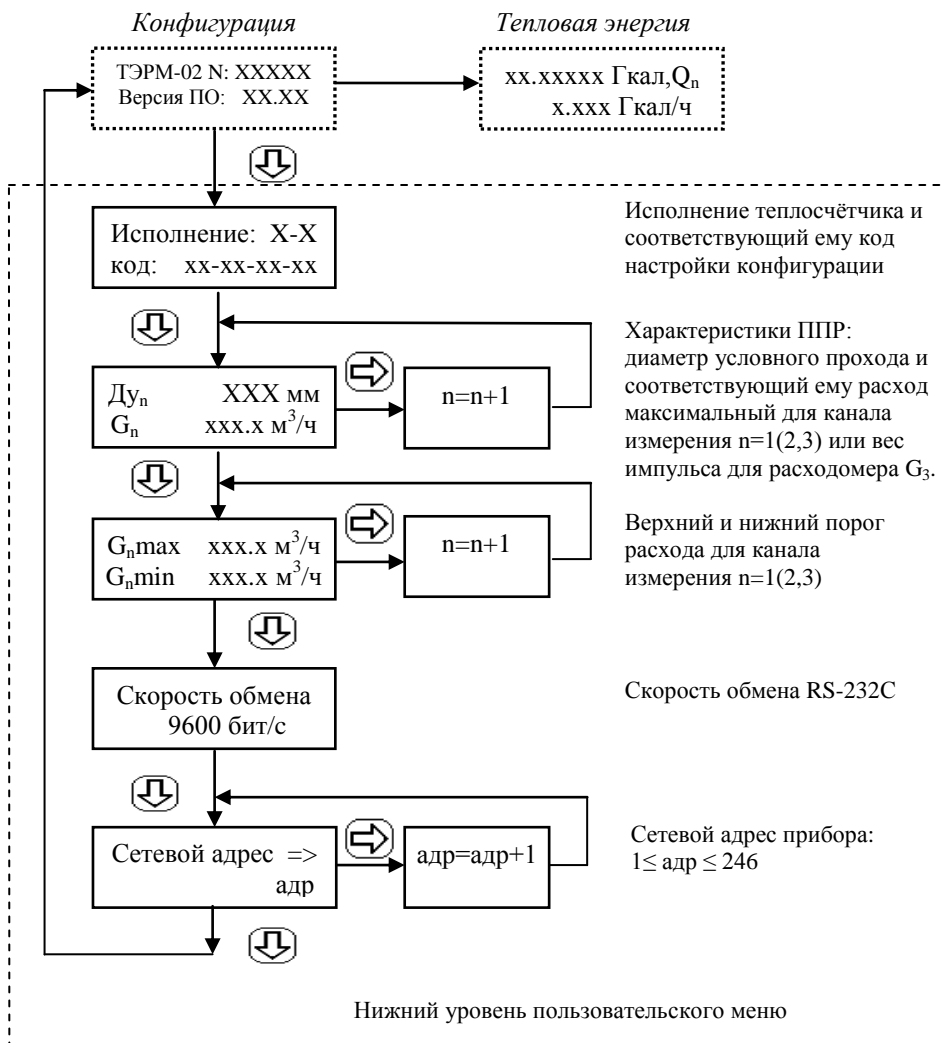 Конфигурация
Тепловая энергия
ТЭРМ-02 N: XXXXX
Версия ПО: XX.XX
xx.xxxxx Гкал,Qn
x.xxx Гкал/ч
Исполнение: X-X
код: xx-xx-xx-xx
Исполнение теплосчётчика и
соответствующий ему код
настройки конфигурации
Дуn XXX мм
Gn xxx.x м³/ч
n=n+1
Характеристики ППР:
диаметр условного прохода и
соответствующий ему расход
максимальный для канала
измерения n=1(2,3) или вес
импульса для расходомера G₃.
Gnmax xxx.x м³/ч
Gnmin xxx.x м³/ч
n=n+1
Верхний и нижний порог
расхода для канала
измерения n=1(2,3)
Скорость обмена
9600 бит/с
Скорость обмена RS-232C
Сетевой адрес =>
адр
адр=адр+1
Сетевой адрес прибора:
1≤ адр ≤ 246
Нижний уровень пользовательского меню